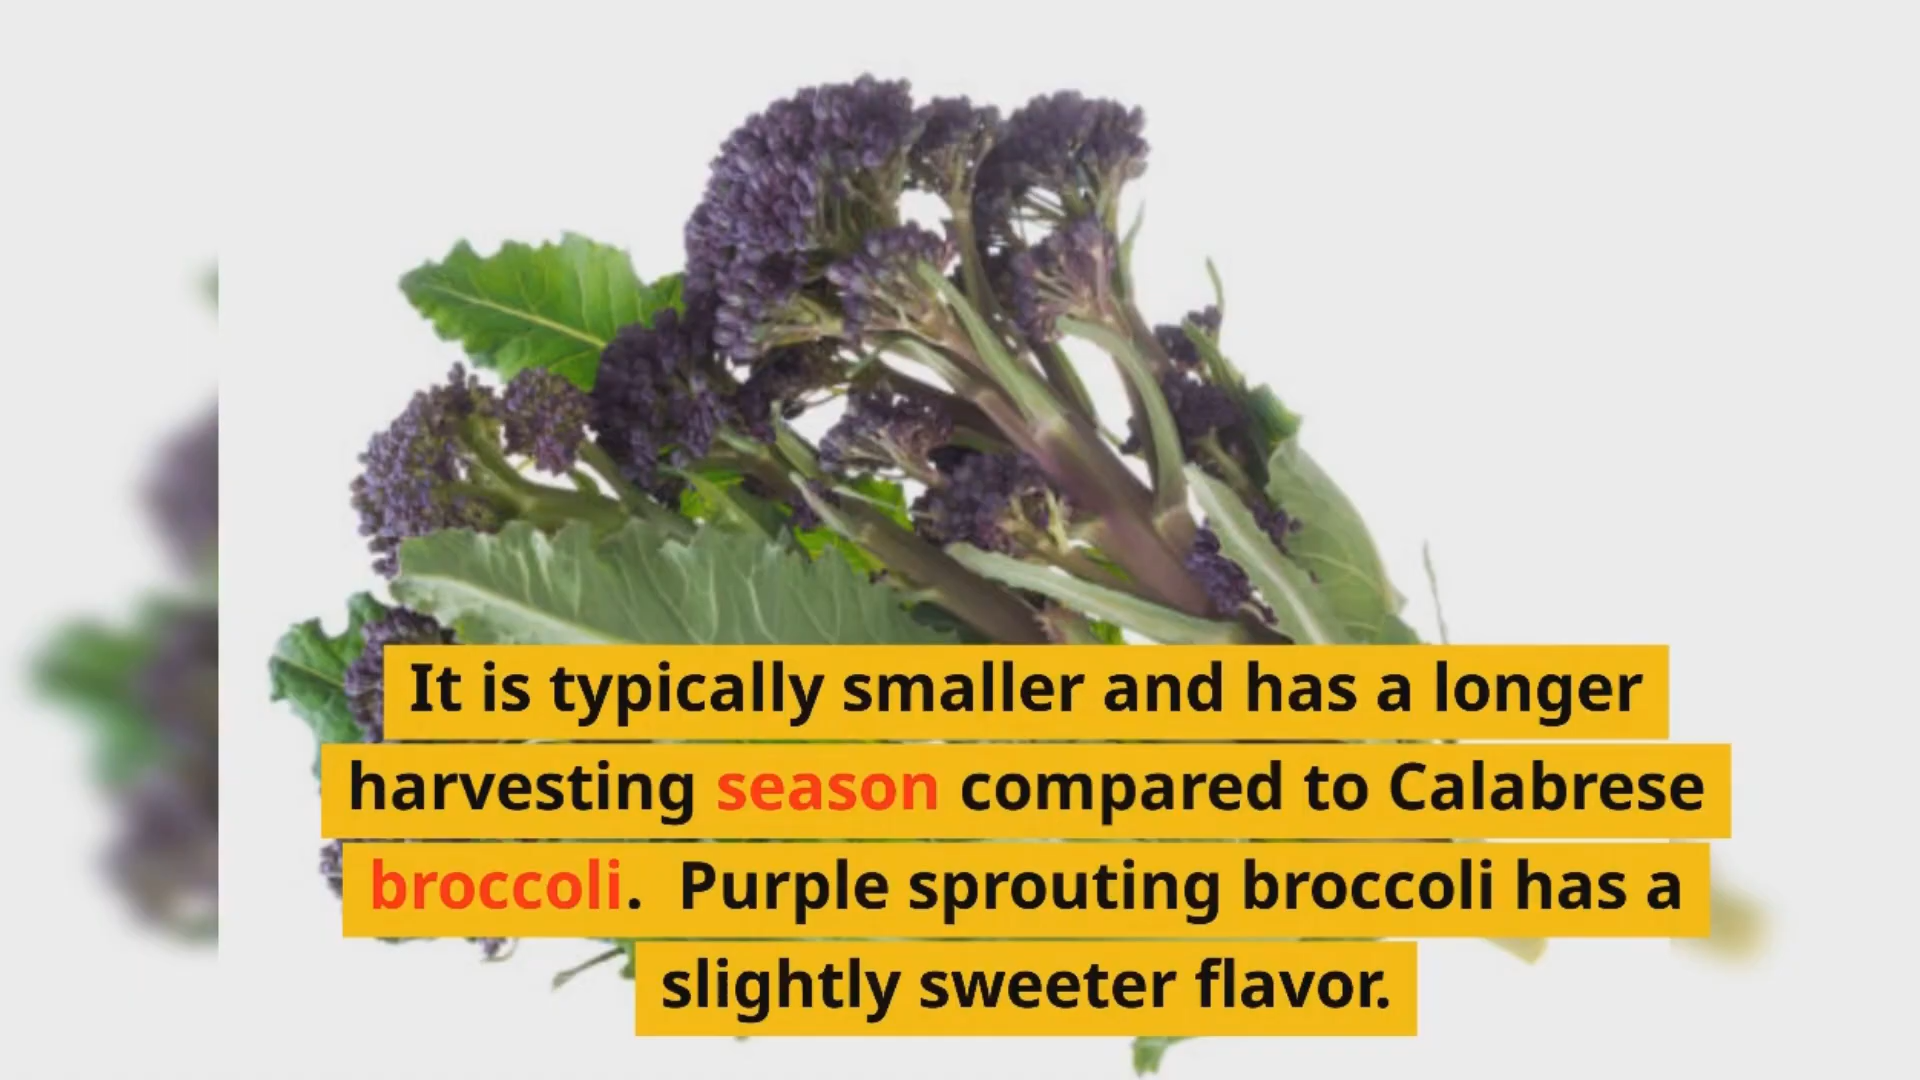 It is typically smaller and has a longer
harvesting season compared to Calabrese
broccoli.  Purple sprouting broccoli has a
slightly sweeter flavor.